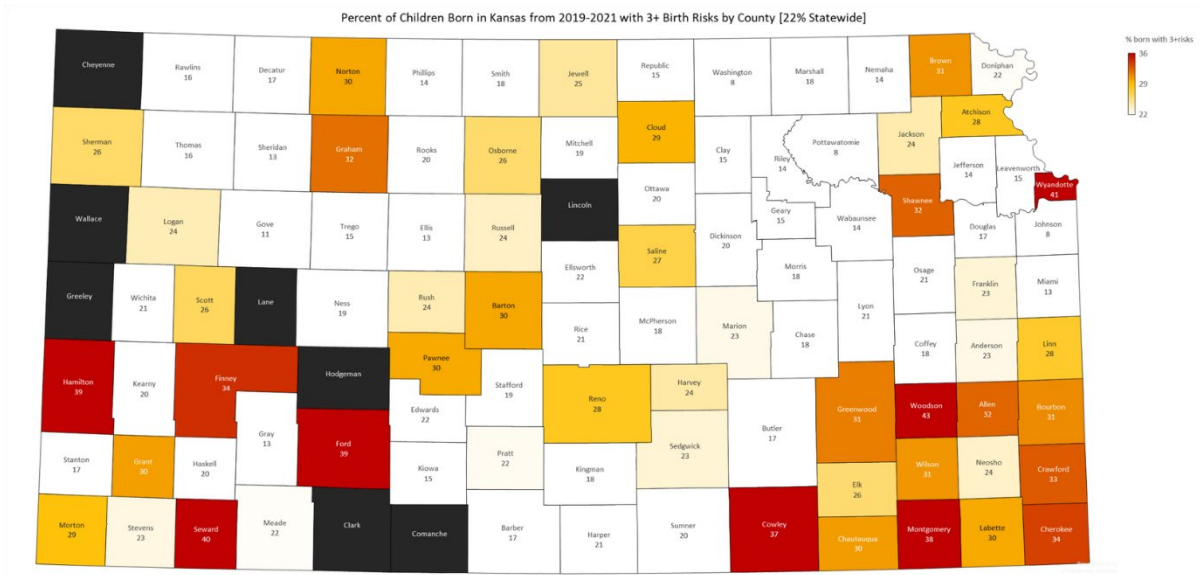 Percent of Children Born in Kansas from 2019-2021 with 3+ Birth Risks by County [22% Statewide]
% born with 3+risks
36
29
22
Cheyenne
Rawlins
16
Decatur
17
Norton
30
Phillips
14
Smith
18
Jewell
25
Republic
15
Washington
8
Marshall
18
Nemaha
14
Brown
31
Doniphan
22
Sherman
26
Thomas
16
Sheridan
13
Graham
32
Rooks
20
Osborne
26
Mitchell
19
Cloud
29
Clay
15
Riley
14
Pottawatomie
8
Jackson
24
Atchison
28
Jefferson
14
Leavenworth
15
Wyandotte
41
Wallace
Logan
24
Gove
11
Trego
15
Ellis
13
Russell
24
Lincoln
Ottawa
20
Saline
27
Dickinson
20
Geary
15
Wabaunsee
14
Shawnee
32
Douglas
17
Johnson
8
Greeley
Wichita
21
Scott
26
Lane
Ness
19
Rush
24
Barton
30
Ellsworth
22
Rice
21
McPherson
18
Marion
23
Morris
18
Chase
18
Lyon
21
Osage
21
Franklin
23
Miami
13
Coffey
18
Anderson
23
Linn
28
Hamilton
39
Kearny
20
Finney
34
Hodgeman
Pawnee
30
Stafford
19
Edwards
22
Reno
28
Harvey
24
Sedgwick
23
Butler
17
Greenwood
31
Woodson
43
Allen
32
Bourbon
31
Stanton
17
Grant
30
Haskell
20
Gray
13
Ford
39
Kiowa
15
Pratt
22
Kingman
18
Elk
26
Wilson
31
Neosho
24
Crawford
33
Morton
29
Stevens
23
Seward
40
Meade
22
Clark
Comanche
Barber
17
Harper
21
Sumner
20
Cowley
37
Chautauqua
30
Montgomery
38
Labette
30
Cherokee
34